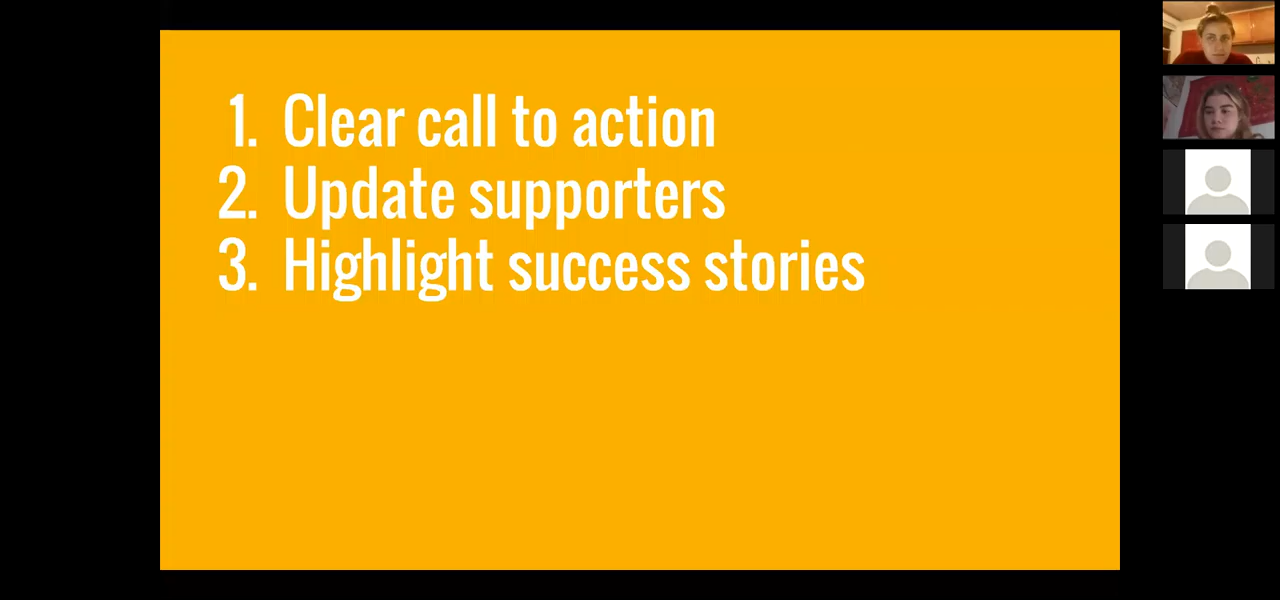 1. Clear call to action
2. Update supporters
3. Highlight success stories